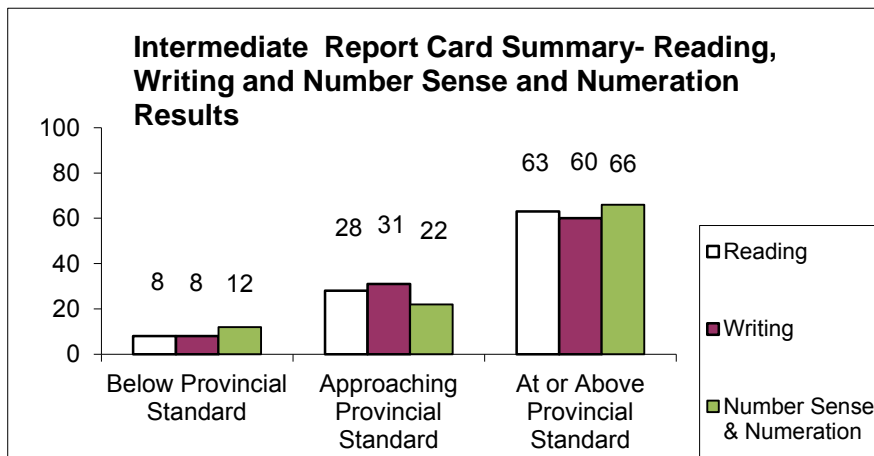 Intermediate  Report Card Summary- Reading,
Writing and Number Sense and Numeration
Results
100
80
60
40
20
0
8 8 12
28 31 22
63 60 66
Below Provincial
Standard
Approaching
Provincial
Standard
At or Above
Provincial
Standard
Reading
Writing
Number Sense
& Numeration